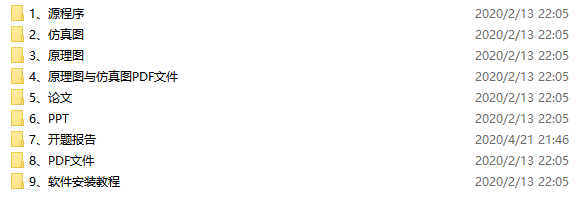 1、源程序 2020/2/13 22:05
2、仿真图 2020/2/13 22:05
3、原理图 2020/2/13 22:05
4、原理图与仿真图PDF文件 2020/2/13 22:05
5、论文 2020/2/13 22:05
6、PPT 2020/2/13 22:05
7、开题报告 2020/4/21 21:46
8、PDF文件 2020/2/13 22:05
9、软件安装教程 2020/2/13 22:05